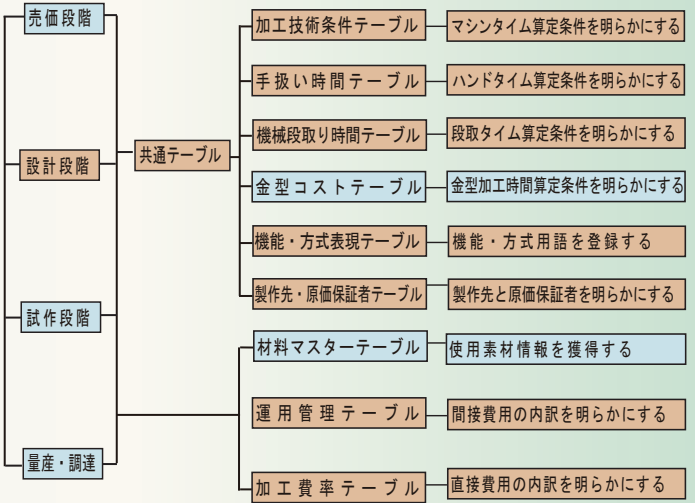 売価段階
設計段階
試作段階
量産・調達
共通テーブル
加工技術条件テーブル
マシンタイム算定条件を明らかにする
手扱い時間テーブル
ハンドタイム算定条件を明らかにする
機械段取り時間テーブル
段取タイム算定条件を明らかにする
金型コストテーブル
金型加工時間算定条件を明らかにする
機能・方式表現テーブル
機能・方式用語を登録する
製作先・原価保証者テーブル
製作先と原価保証者を明らかにする
材料マスターテーブル
使用素材情報を獲得する
運用管理テーブル
間接費用の内訳を明らかにする
加工費率テーブル
直接費用の内訳を明らかにする